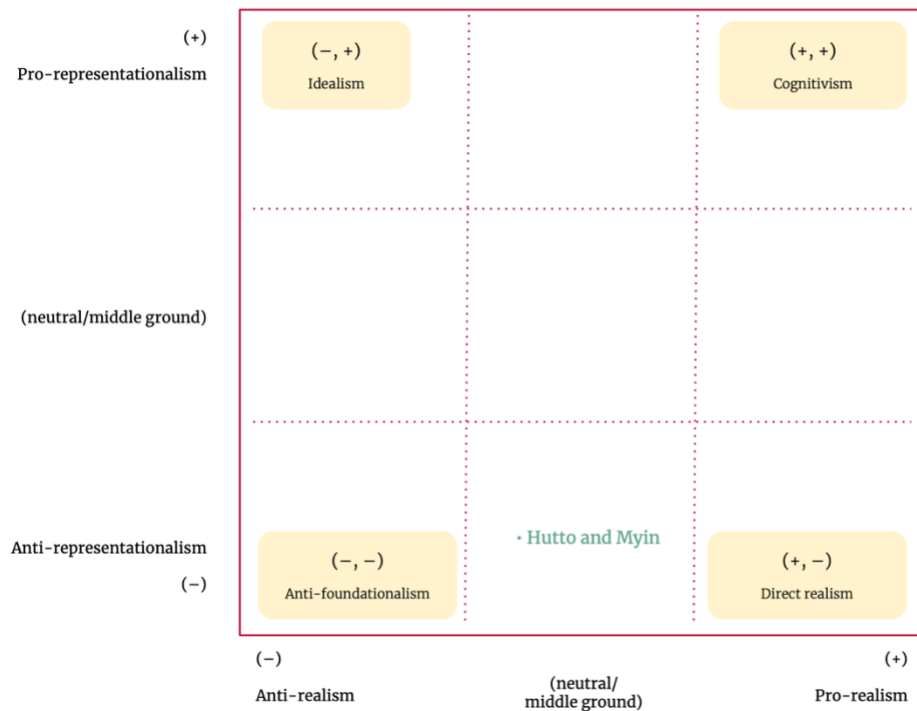 (+)
Pro-representationalism
(−, +)
Idealism
(+, +)
Cognitivism
(neutral/middle ground)
Anti-representationalism
(−)
• Hutto and Myin
(−, −)
Anti-foundationalism
(+, −)
Direct realism
(−)
Anti-realism
(neutral/
middle ground)
(+)
Pro-realism